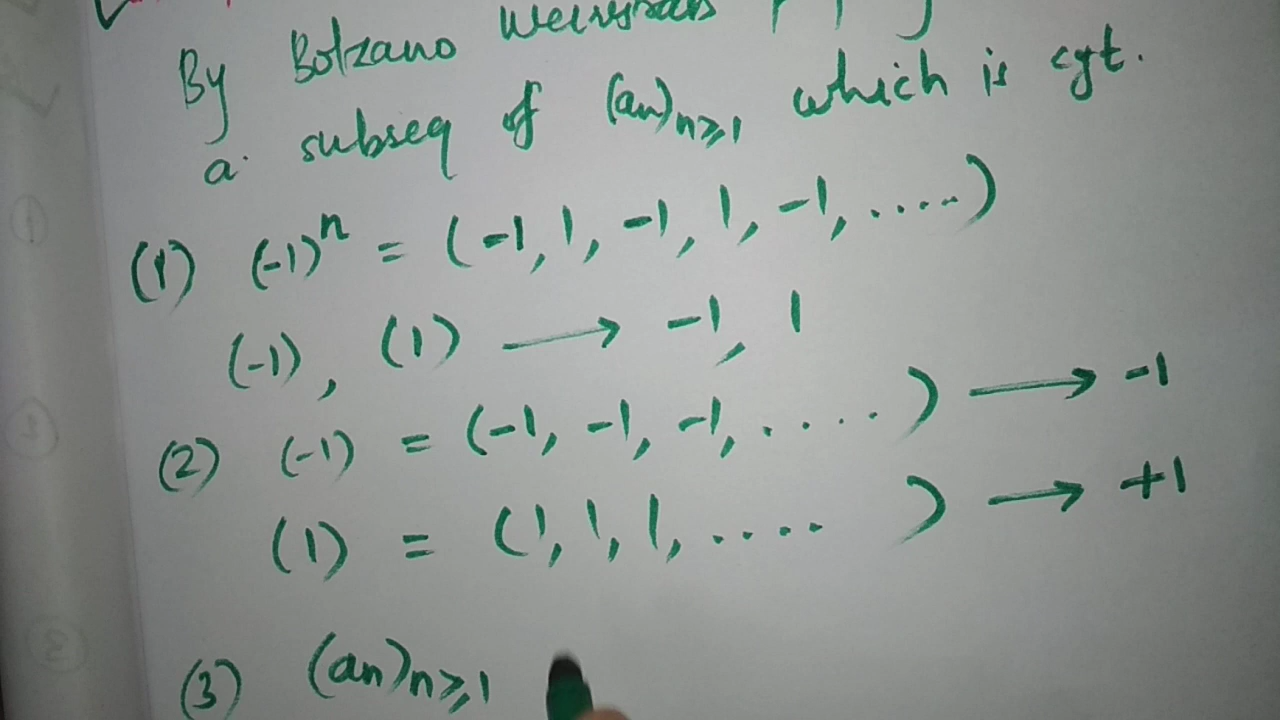 By Bolzano Weierstrass
a subseq of (an)n≥1 which is cgt.
(1) (-1)^n = (-1, 1, -1, 1, -1, .....)
(-1), (1) → -1, 1
(2) (-1) = (-1, -1, -1, .....) → -1
(1) = (1, 1, 1, .....) → +1
(3) (an)n≥1